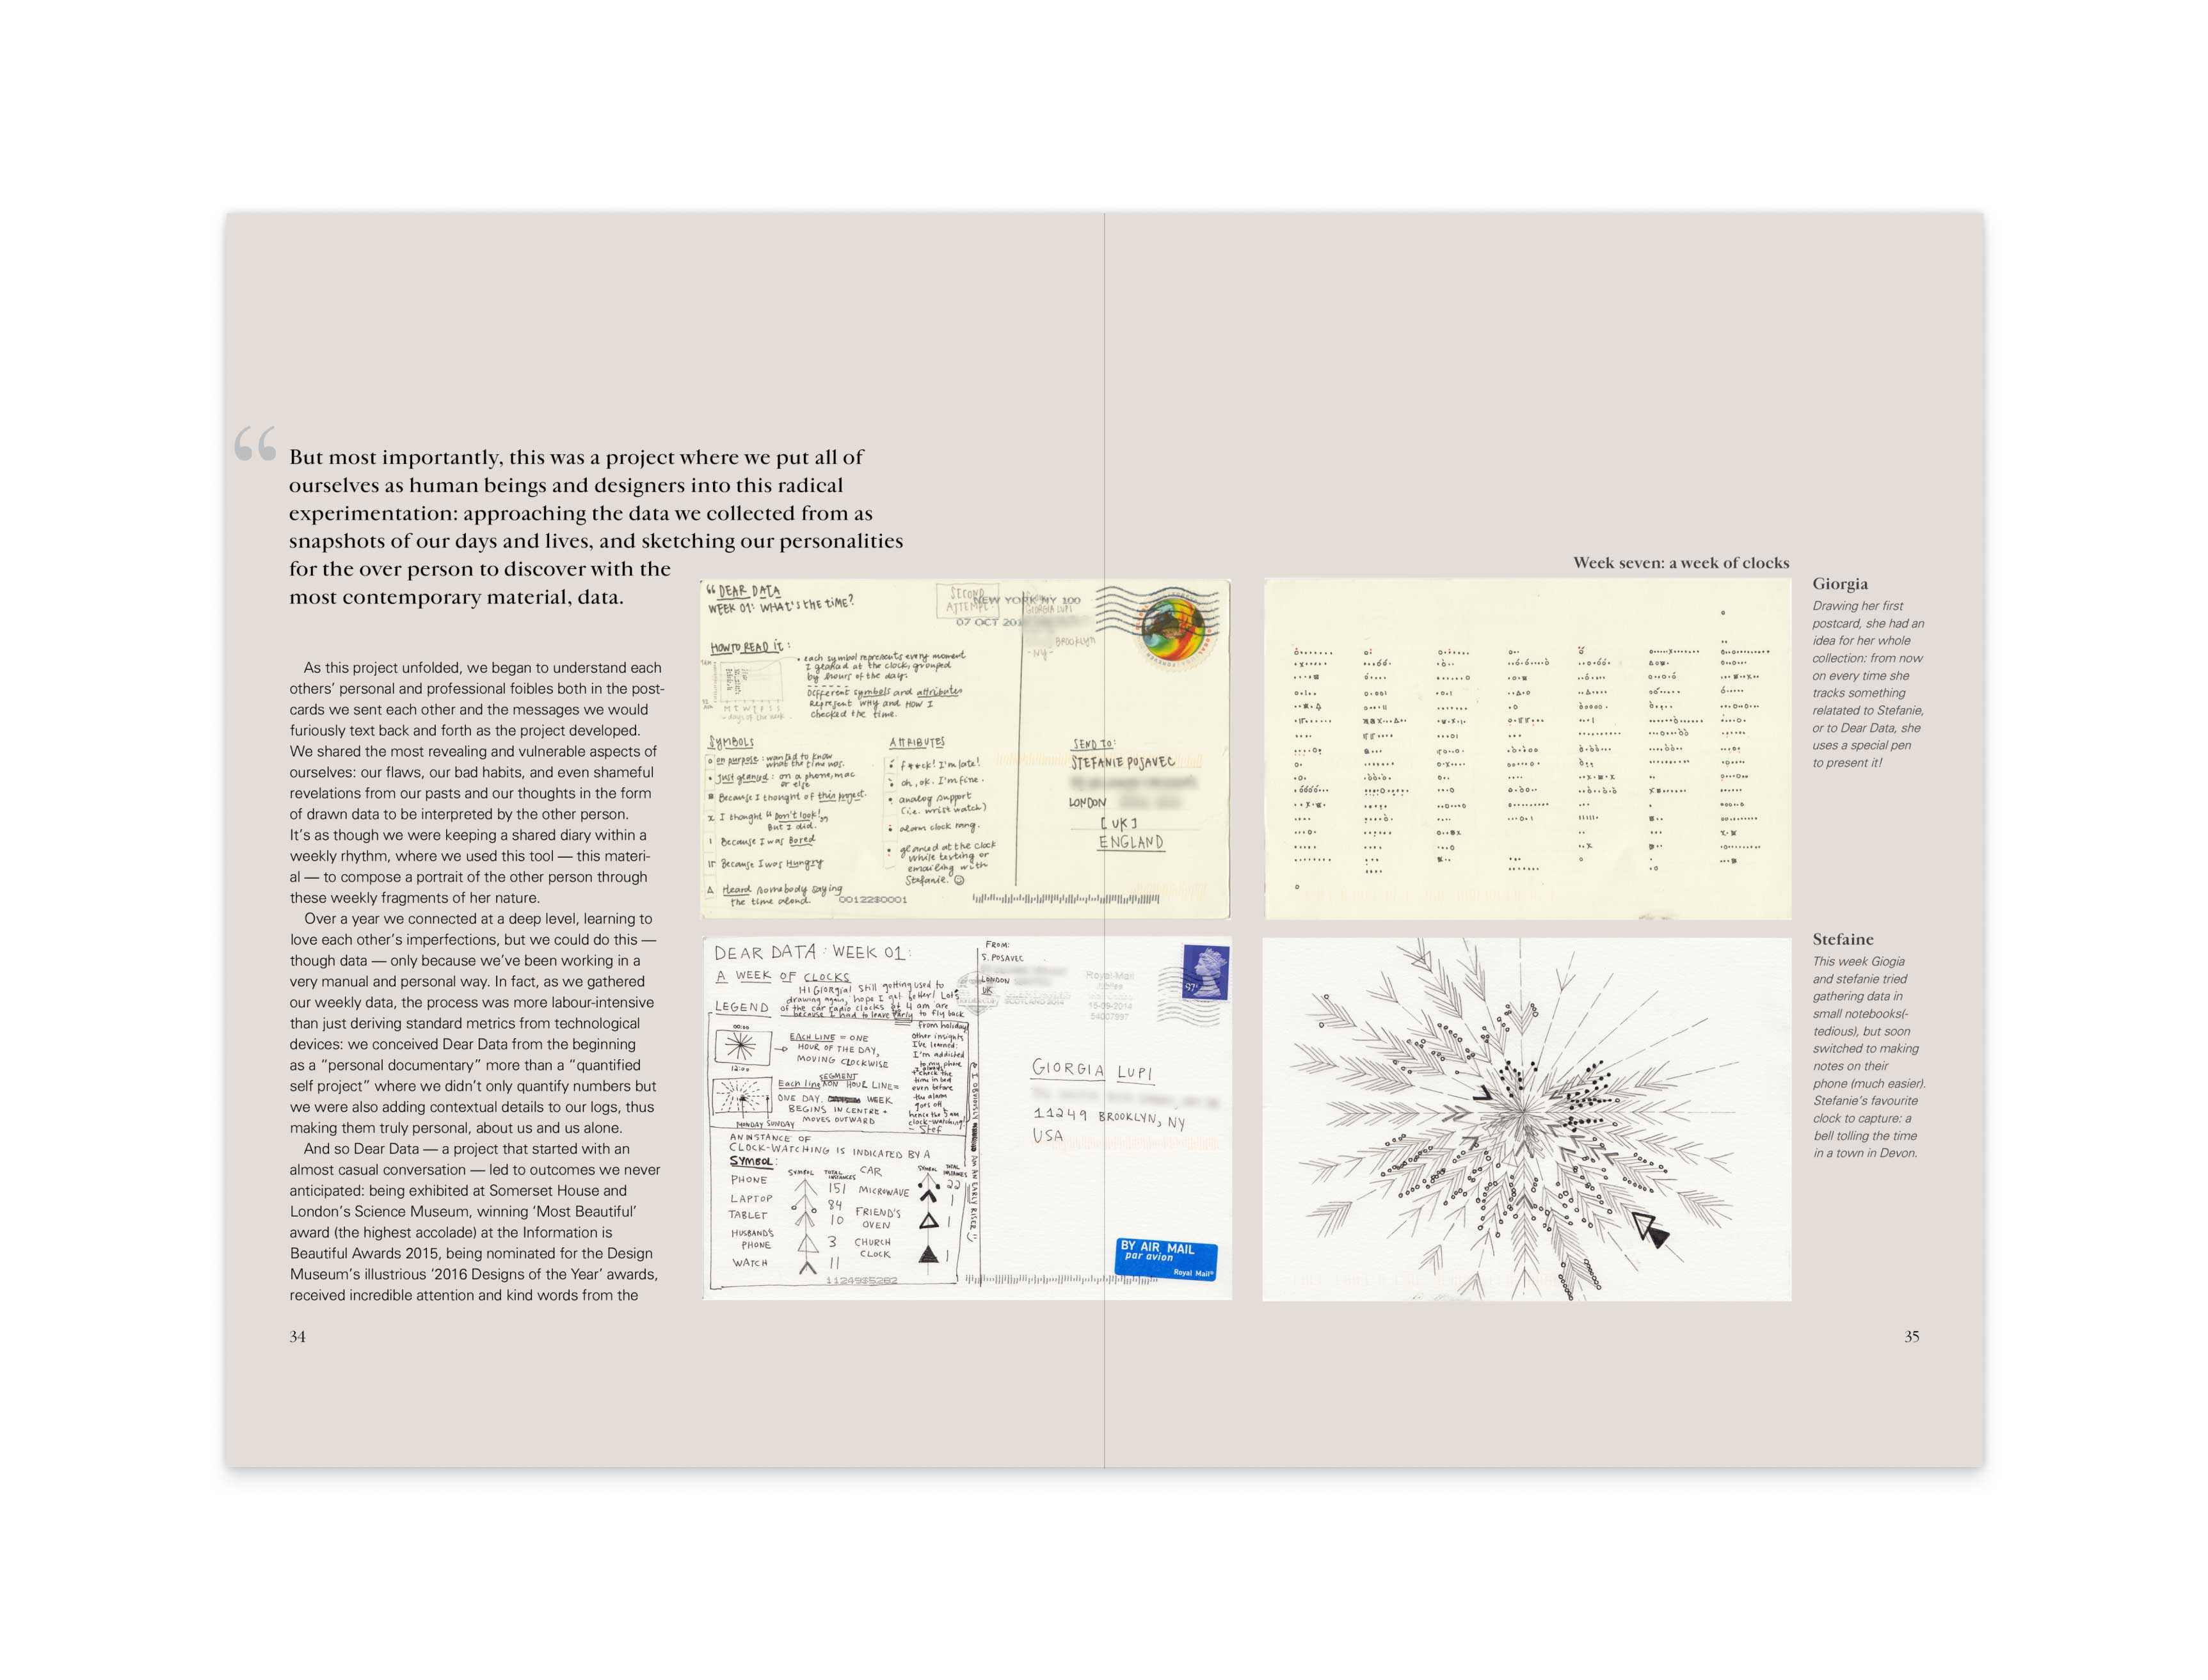 “
But most importantly, this was a project where we put all of
ourselves as human beings and designers into this radical
experimentation: approaching the data we collected from as
snapshots of our days and lives, and sketching our personalities
for the over person to discover with the
most contemporary material, data.
As this project unfolded, we began to understand each
others’ personal and professional foibles both in the post-
cards we sent each other and the messages we would
furiously text back and forth as the project developed.
We shared the most revealing and vulnerable aspects of
ourselves: our flaws, our bad habits, and even shameful
revelations from our pasts and our thoughts in the form
of drawn data to be interpreted by the other person.
It’s as though we were keeping a shared diary within a
weekly rhythm, where we used this tool — this materi-
al — to compose a portrait of the other person through
these weekly fragments of her nature.
Over a year we connected at a deep level, learning to
love each other’s imperfections, but we could do this —
though data — only because we’ve been working in a
very manual and personal way. In fact, as we gathered
our weekly data, the process was more labour-intensive
than just deriving standard metrics from technological
devices: we conceived Dear Data from the beginning
as a “personal documentary” more than a “quantified
self project” where we didn’t only quantify numbers but
we were also adding contextual details to our logs, thus
making them truly personal, about us and us alone.
And so Dear Data — a project that started with an
almost casual conversation — led to outcomes we never
anticipated: being exhibited at Somerset House and
London’s Science Museum, winning ‘Most Beautiful’
award (the highest accolade) at the Information is
Beautiful Awards 2015, being nominated for the Design
Museum’s illustrious ‘2016 Designs of the Year’ awards,
received incredible attention and kind words from the
34
“DEAR DATA
WEEK 01: WHAT'S THE TIME?
HOW TO READ IT:
each symbol represents every moment
I glanced at the clock, grouped
by hours of the day.
Different symbols and attributes
Represent WHY and HOW I
checked the time.
SYMBOLS
on purpose: wanted to know
what the time was.
Just glanced: on a phone, mac
or else
Because I thought of this project.
I thought "Don't look!"
But I did.
Because I was Bored
Because I was Hungry
Heard somebody saying
the time aloud.
ATTRIBUTES
f**ck! I'm late!
oh, ok. I'm fine.
analog support
(i.e. wrist watch)
alarm clock rang.
glanced at the clock
while texting or
emailing with
Stefanie. ☺
0012280001
SECOND
ATTEMPT
NEW YORK NY 100
07 OCT 201
GIORGIA LUPI
BROOKLYN
-NY-
SEND TO:
STEFANIE POSAVEC
LONDON
[UK]
ENGLAND
DEAR DATA: WEEK 01:
A WEEK OF CLOCKS
HI GIORGIA! Still getting used to
drawing again, hope I get better! Lots
of the car radio clocks at 4 am are
because I had to leave early to fly back
from holiday
LEGEND
00:00
12:00
EACH LINE = ONE
HOUR OF THE DAY,
MOVING CLOCKWISE
Each line SEGMENT ON HOUR LINE=
ONE DAY. WEEK
BEGINS IN CENTRE +
MOVES OUTWARD
MONDAY SUNDAY
Other insights
I've learned:
I'm addicted
to my phone
I always
check the
time in bed
even before
the alarm
goes off
hence the 5 am
clock-watching!
- Stef
AN INSTANCE OF
CLOCK-WATCHING IS INDICATED BY A
SYMBOL:
SYMBOL TOTAL INSTANCES
PHONE 151
LAPTOP 84
TABLET 10
HUSBAND'S
PHONE 3
WATCH 11
SYMBOL TOTAL INSTANCES
CAR 22
MICROWAVE 1
FRIEND'S
OVEN 1
CHURCH
CLOCK 1
AM AN EARLY RISER
FROM:
S. POSAVEC
LONDON
UK
Royal Mail
15-09-2014
97p
GIORGIA LUPI
11249 BROOKLYN, NY
USA
BY AIR MAIL
par avion
Royal Mail®
Week seven: a week of clocks
Giorgia
Drawing her first
postcard, she had an
idea for her whole
collection: from now
on every time she
tracks something
relatated to Stefanie,
or to Dear Data, she
uses a special pen
to present it!
Stefaine
This week Giogia
and stefanie tried
gathering data in
small notebooks(-
tedious), but soon
switched to making
notes on their
phone (much easier).
Stefanie’s favourite
clock to capture: a
bell tolling the time
in a town in Devon.
35